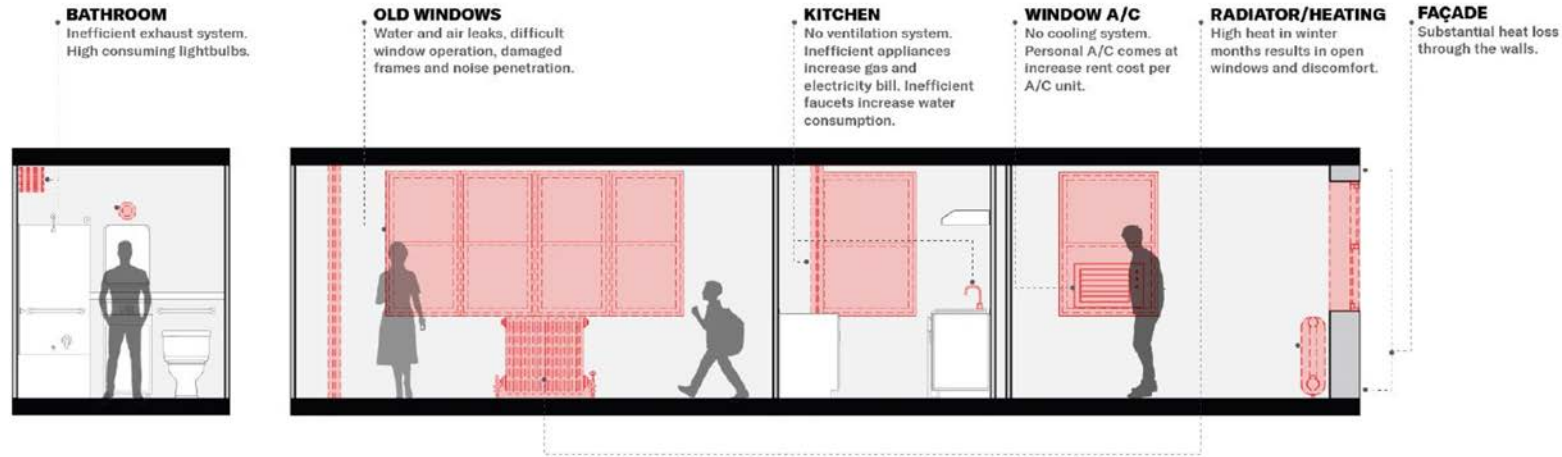 BATHROOM
Inefficient exhaust system.
High consuming lightbulbs.
OLD WINDOWS
Water and air leaks, difficult
window operation, damaged
frames and noise penetration.
KITCHEN
No ventilation system.
Inefficient appliances
increase gas and
electricity bill. Inefficient
faucets increase water
consumption.
WINDOW A/C
No cooling system.
Personal A/C comes at
increase rent cost per
A/C unit.
RADIATOR/HEATING
High heat in winter
months results in open
windows and discomfort.
FAÇADE
Substantial heat loss
through the walls.